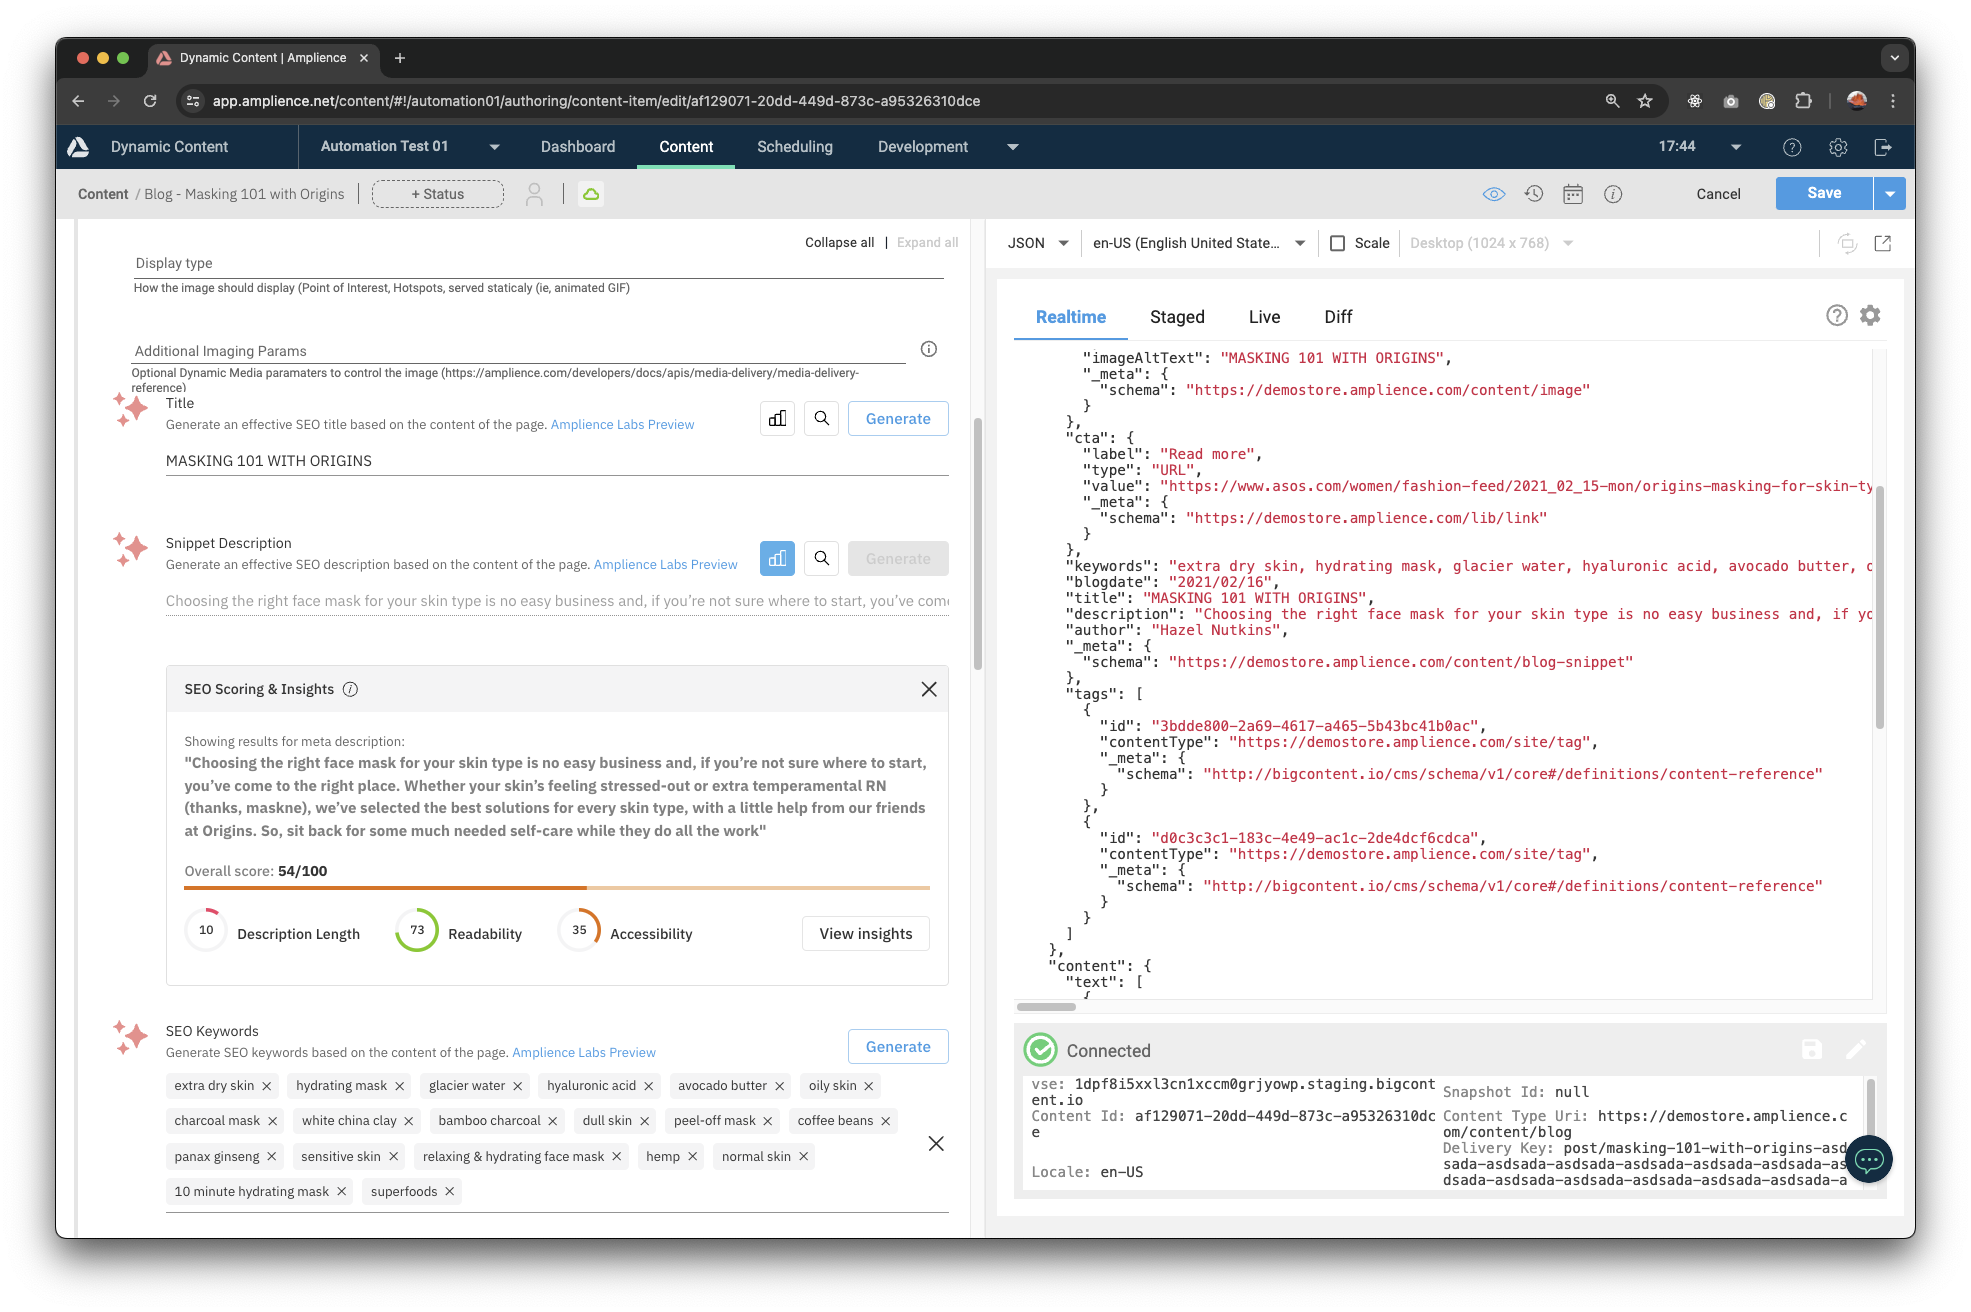 Dynamic Content | Amplience
app.amplience.net/content/#!/automation01/authoring/content-item/edit/af129071-20dd-449d-873c-a95326310dce
Dynamic Content
Automation Test 01
Dashboard
Content
Scheduling
Development
17:44
Content / Blog - Masking 101 with Origins
+ Status
Cancel
Save
Collapse all | Expand all
Display type
How the image should display (Point of Interest, Hotspots, served staticaly (ie, animated GIF)
Additional Imaging Params
Optional Dynamic Media paramaters to control the image (https://amplience.com/developers/docs/apis/media-delivery/media-delivery-
reference)
Title
Generate an effective SEO title based on the content of the page. Amplience Labs Preview
Generate
MASKING 101 WITH ORIGINS
Snippet Description
Generate an effective SEO description based on the content of the page. Amplience Labs Preview
Generate
Choosing the right face mask for your skin type is no easy business and, if you're not sure where to start, you've com
SEO Scoring & Insights
Showing results for meta description:
"Choosing the right face mask for your skin type is no easy business and, if you're not sure where to start,
you've come to the right place. Whether your skin's feeling stressed-out or extra temperamental RN
(thanks, maskne), we've selected the best solutions for every skin type, with a little help from our friends
at Origins. So, sit back for some much needed self-care while they do all the work"
Overall score: 54/100
10 Description Length
73 Readability
35 Accessibility
View insights
SEO Keywords
Generate SEO keywords based on the content of the page. Amplience Labs Preview
Generate
extra dry skin
hydrating mask
glacier water
hyaluronic acid
avocado butter
oily skin
charcoal mask
white china clay
bamboo charcoal
dull skin
peel-off mask
coffee beans
panax ginseng
sensitive skin
relaxing & hydrating face mask
hemp
normal skin
10 minute hydrating mask
superfoods
JSON
en-US (English United State...
Scale
Desktop (1024 x 768)
Realtime
Staged
Live
Diff
"imageAltText": "MASKING 101 WITH ORIGINS",
"_meta": {
"schema": "https://demostore.amplience.com/content/image"
}
},
"cta": {
"label": "Read more",
"type": "URL",
"value": "https://www.asos.com/women/fashion-feed/2021_02_15-mon/origins-masking-for-skin-ty
"_meta": {
"schema": "https://demostore.amplience.com/lib/link"
}
},
"keywords": "extra dry skin, hydrating mask, glacier water, hyaluronic acid, avocado butter, o
"blogdate": "2021/02/16",
"title": "MASKING 101 WITH ORIGINS",
"description": "Choosing the right face mask for your skin type is no easy business and, if yo
"author": "Hazel Nutkins",
"_meta": {
"schema": "https://demostore.amplience.com/content/blog-snippet"
},
"tags": [
{
"id": "3bdde800-2a69-4617-a465-5b43bc41b0ac",
"contentType": "https://demostore.amplience.com/site/tag",
"_meta": {
"schema": "http://bigcontent.io/cms/schema/v1/core#/definitions/content-reference"
}
},
{
"id": "d0c3c3c1-183c-4e49-ac1c-2de4dcf6cdca",
"contentType": "https://demostore.amplience.com/site/tag",
"_meta": {
"schema": "http://bigcontent.io/cms/schema/v1/core#/definitions/content-reference"
}
}
]
},
"content": {
"text": [
{
Connected
vse: 1dpf8i5xxl3cn1xccm0grjyowp.staging.bigcont
ent.io
Content Id: af129071-20dd-449d-873c-a95326310dc
e
Locale: en-US
Snapshot Id: null
Content Type Uri: https://demostore.amplience.c
om/content/blog
Delivery Key: post/masking-101-with-origins-asd
sada-asdsada-asdsada-asdsada-asdsada-asdsada-as
dsada-asdsada-asdsada-asdsada-asdsada-asdsada-a